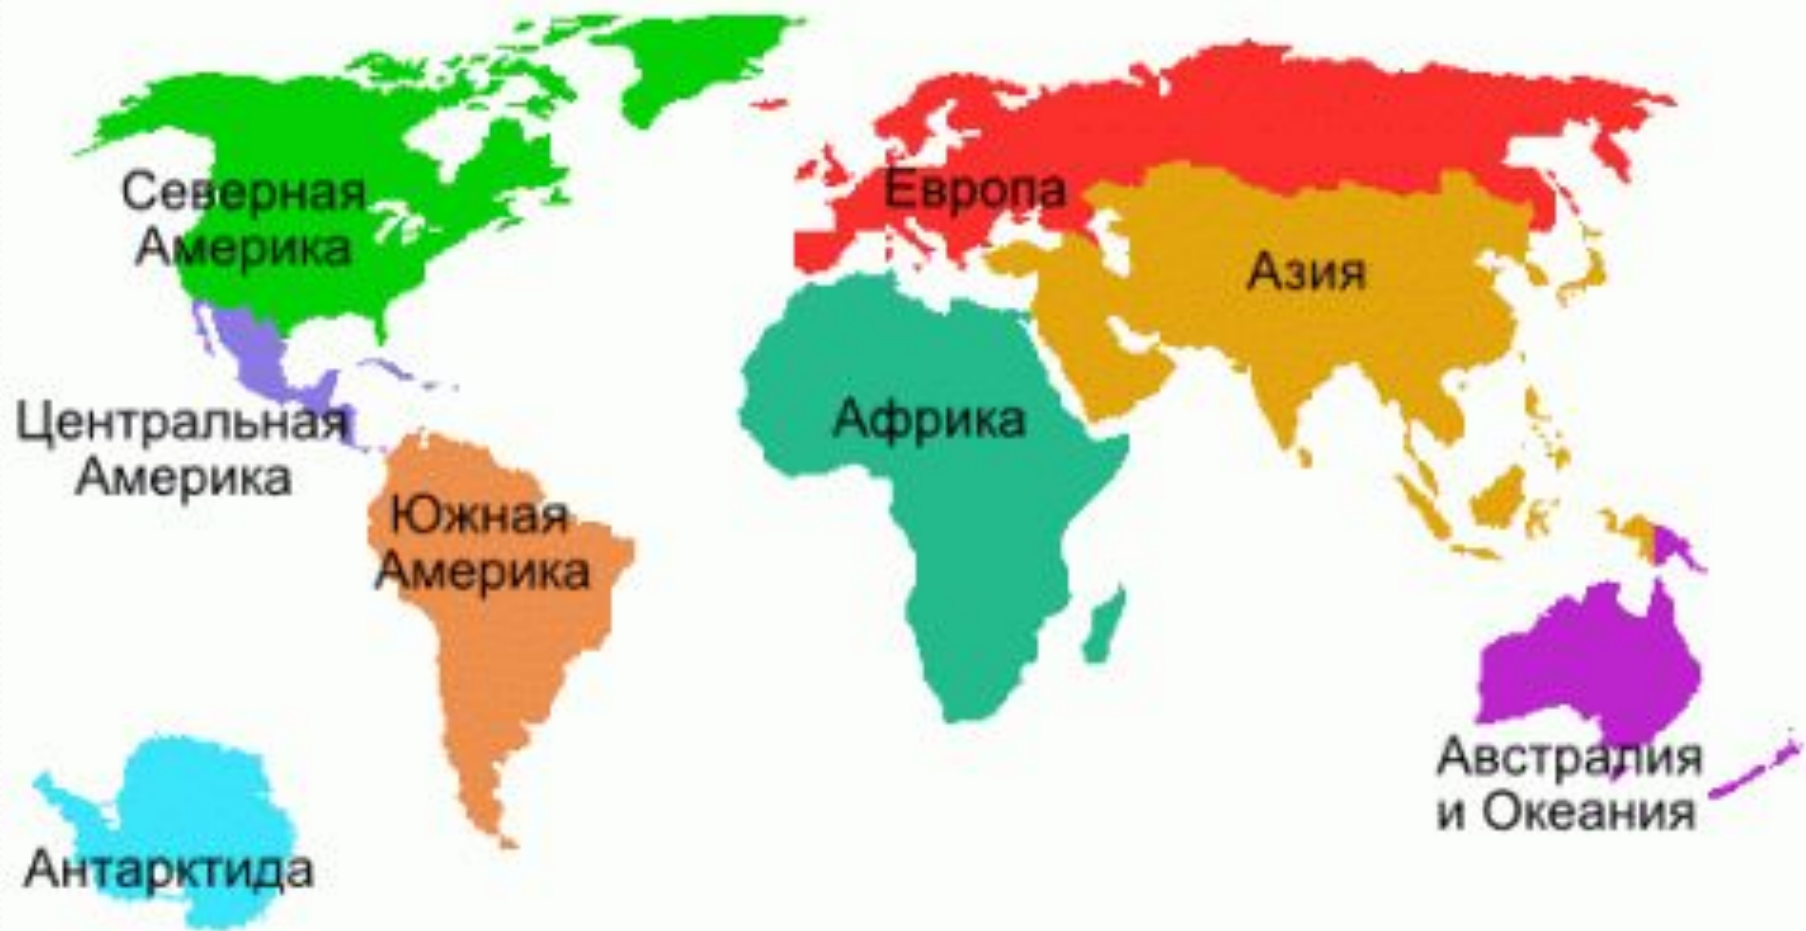 Северная
Америка
Европа
Азия
Центральная
Америка
Африка
Южная
Америка
Австралия
и Океания
Антарктида